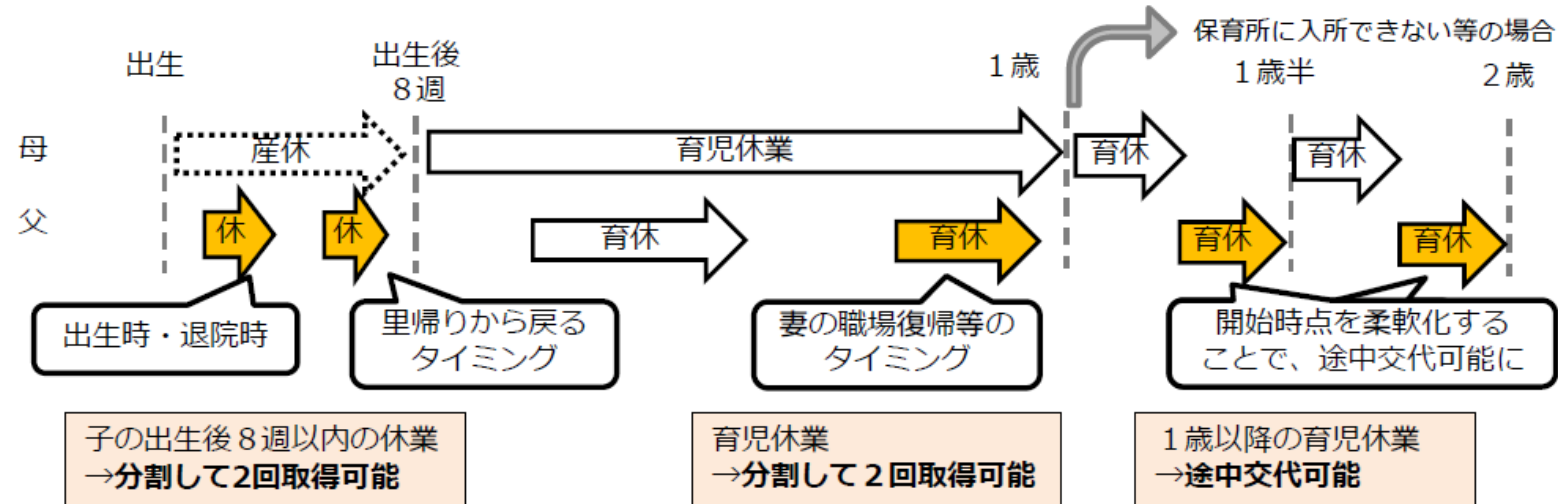 保育所に入所できない等の場合
出生
出生後
８週
１歳
１歳半
２歳
母
産休
育児休業
育休
育休
父
休
休
育休
育休
育休
育休
出生時・退院時
里帰りから戻る
タイミング
妻の職場復帰等の
タイミング
開始時点を柔軟化する
ことで、途中交代可能に
子の出生後８週以内の休業
→分割して2回取得可能
育児休業
→分割して２回取得可能
１歳以降の育児休業
→途中交代可能